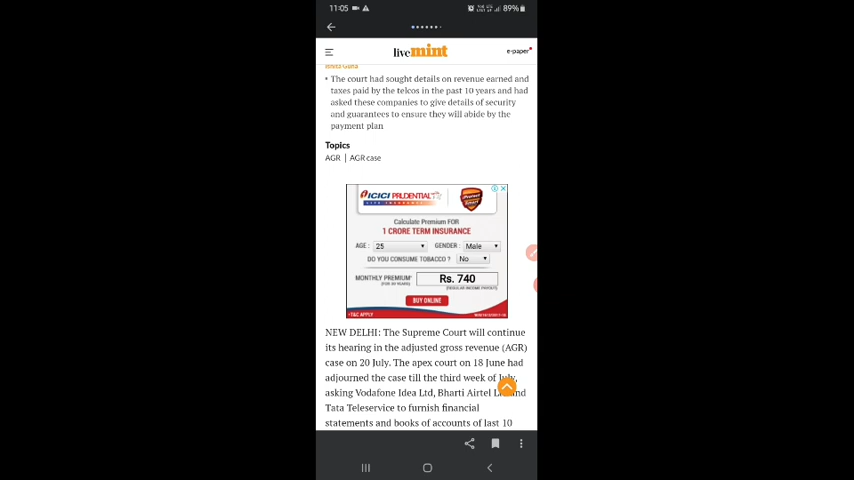 11:05
89%
livemint
e-paper
The court had sought details on revenue earned and
taxes paid by the telcos in the past 10 years and had
asked these companies to give details of security
and guarantees to ensure they will abide by the
payment plan
Topics
AGR | AGR case
ICICI PRUDENTIAL
Calculate Premium FOR
1 CRORE TERM INSURANCE
AGE : 25 GENDER : Male
DO YOU CONSUME TOBACCO ? No
MONTHLY PREMIUM* Rs. 740
BUY ONLINE
*T&C APPLY
NEW DELHI: The Supreme Court will continue
its hearing in the adjusted gross revenue (AGR)
case on 20 July. The apex court on 18 June had
adjourned the case till the third week of July,
asking Vodafone Idea Ltd, Bharti Airtel
Tata Teleservice to furnish financial
statements and books of accounts of last 10